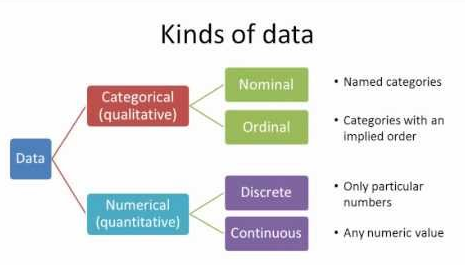 Kinds of data
Data
Categorical
(qualitative)
Nominal
• Named categories
Ordinal
• Categories with an
implied order
Numerical
(quantitative)
Discrete
• Only particular
numbers
Continuous
• Any numeric value